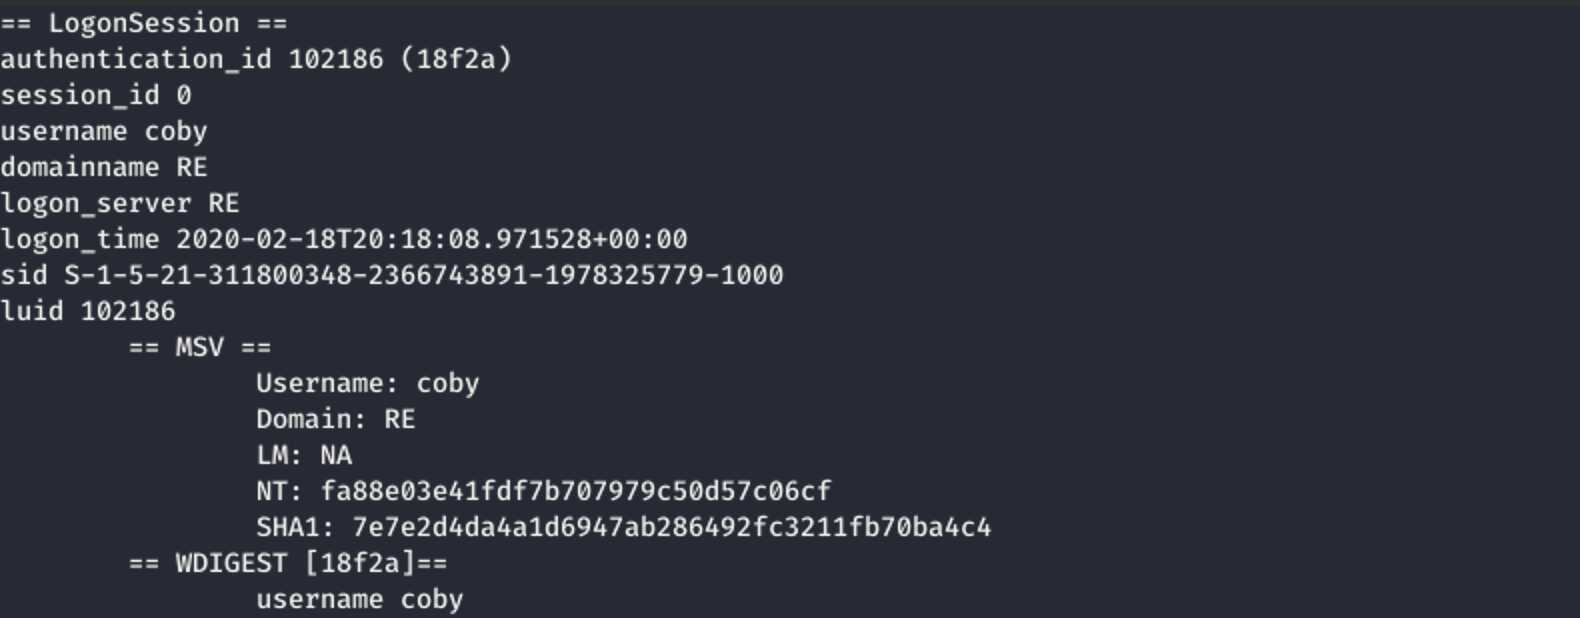 == LogonSession ==
authentication_id 102186 (18f2a)
session_id 0
username coby
domainname RE
logon_server RE
logon_time 2020-02-18T20:18:08.971528+00:00
sid S-1-5-21-311800348-2366743891-1978325779-1000
luid 102186
== MSV ==
Username: coby
Domain: RE
LM: NA
NT: fa88e03e41fdf7b707979c50d57c06cf
SHA1: 7e7e2d4da4a1d6947ab286492fc3211fb70ba4c4
== WDIGEST [18f2a]==
username coby